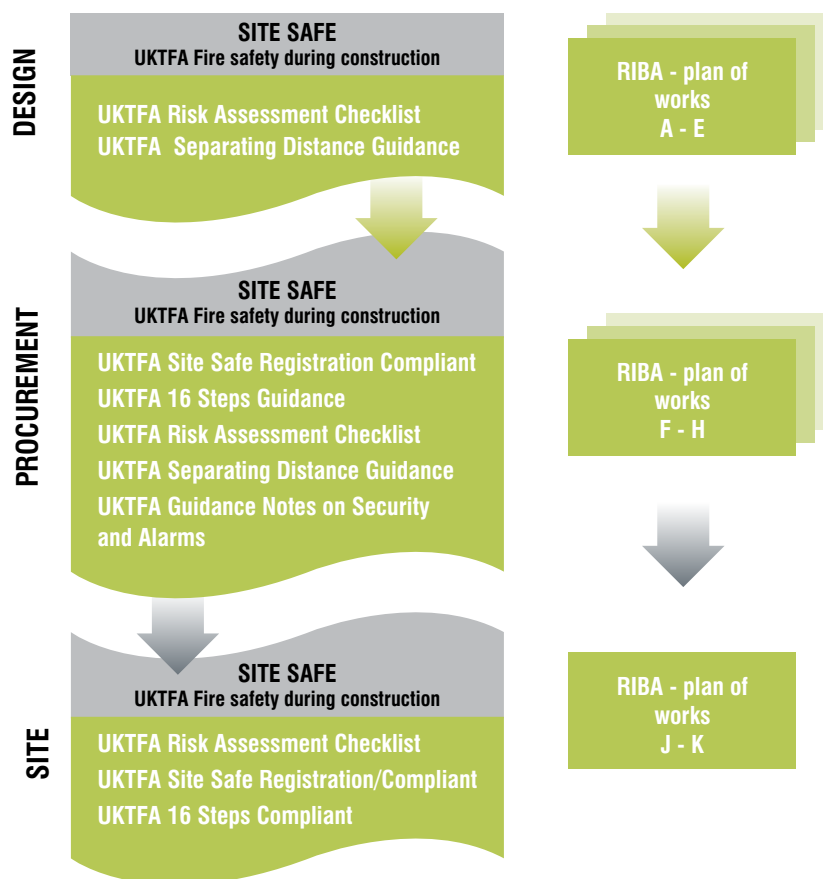 DESIGN
SITE SAFE
UKTFA Fire safety during construction
UKTFA Risk Assessment Checklist
UKTFA Separating Distance Guidance
RIBA - plan of
works
A - E
PROCUREMENT
SITE SAFE
UKTFA Fire safety during construction
UKTFA Site Safe Registration Compliant
UKTFA 16 Steps Guidance
UKTFA Risk Assessment Checklist
UKTFA Separating Distance Guidance
UKTFA Guidance Notes on Security
and Alarms
RIBA - plan of
works
F - H
SITE
SITE SAFE
UKTFA Fire safety during construction
UKTFA Risk Assessment Checklist
UKTFA Site Safe Registration/Compliant
UKTFA 16 Steps Compliant
RIBA - plan of
works
J - K